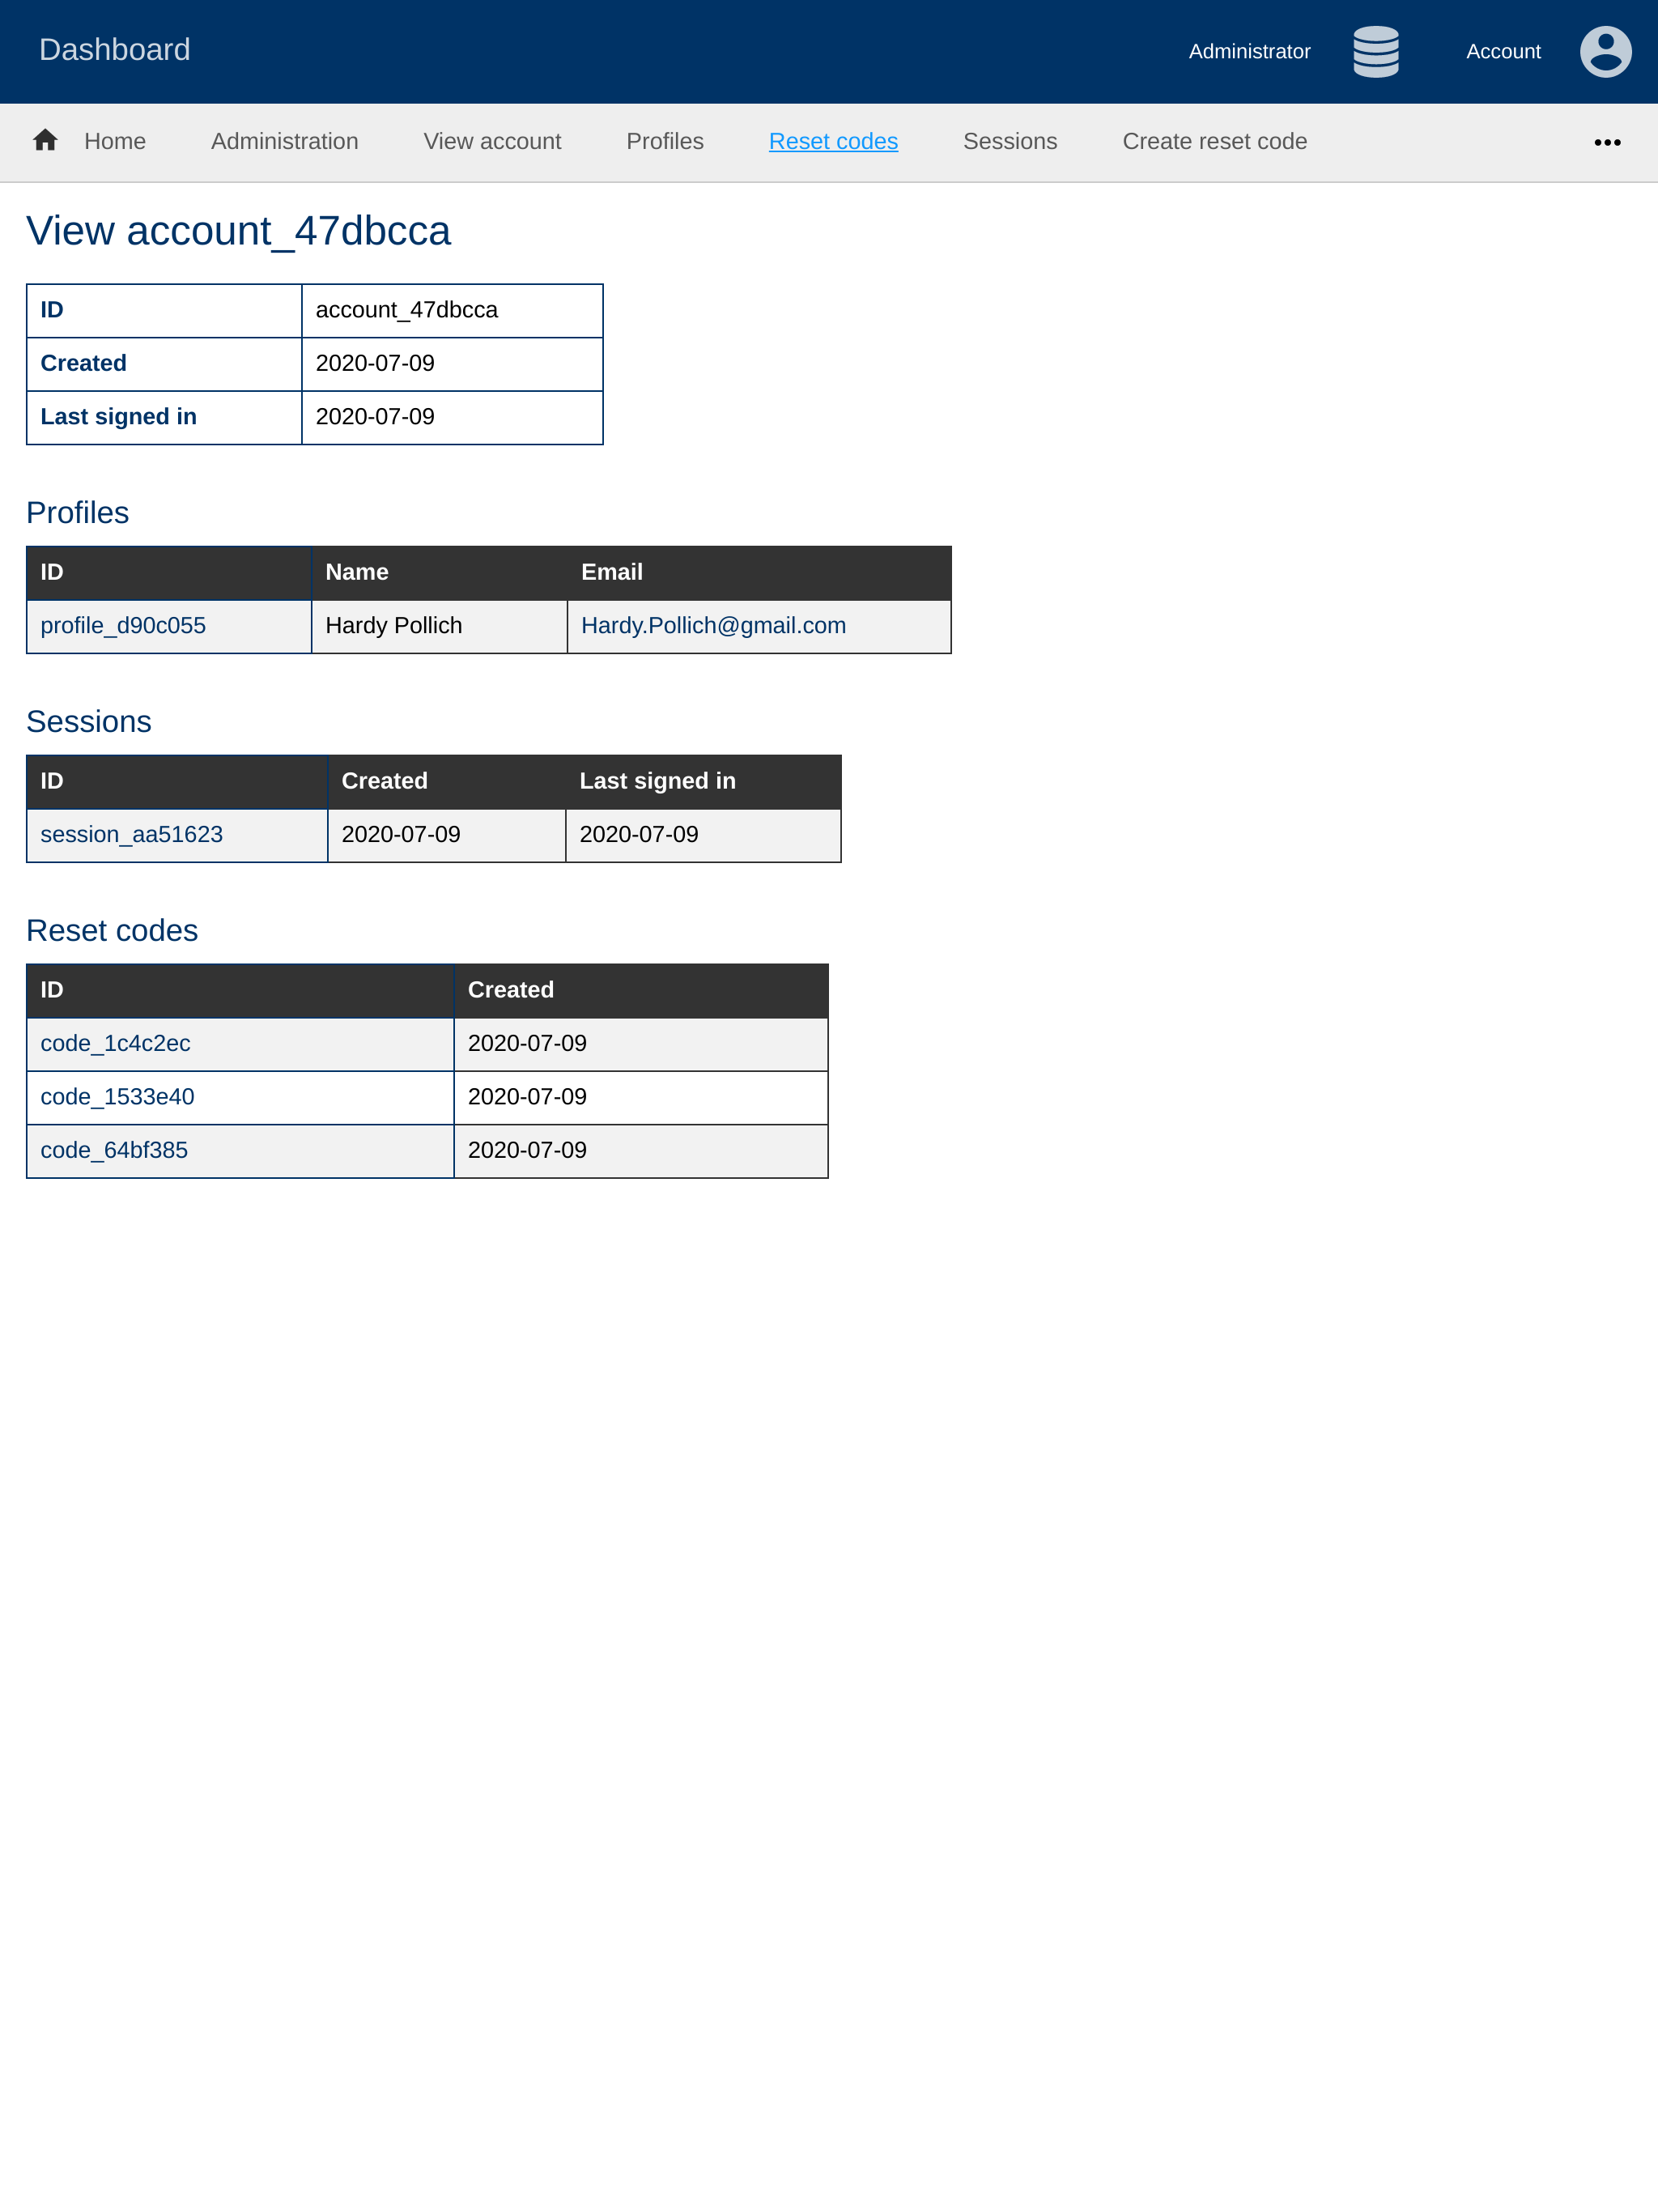 Dashboard Administrator Account
Home Administration View account Profiles Reset codes Sessions Create reset code •••
View account_47dbcca
ID account_47dbcca
Created 2020-07-09
Last signed in 2020-07-09
Profiles
ID Name Email
profile_d90c055 Hardy Pollich Hardy.Pollich@gmail.com
Sessions
ID Created Last signed in
session_aa51623 2020-07-09 2020-07-09
Reset codes
ID Created
code_1c4c2ec 2020-07-09
code_1533e40 2020-07-09
code_64bf385 2020-07-09